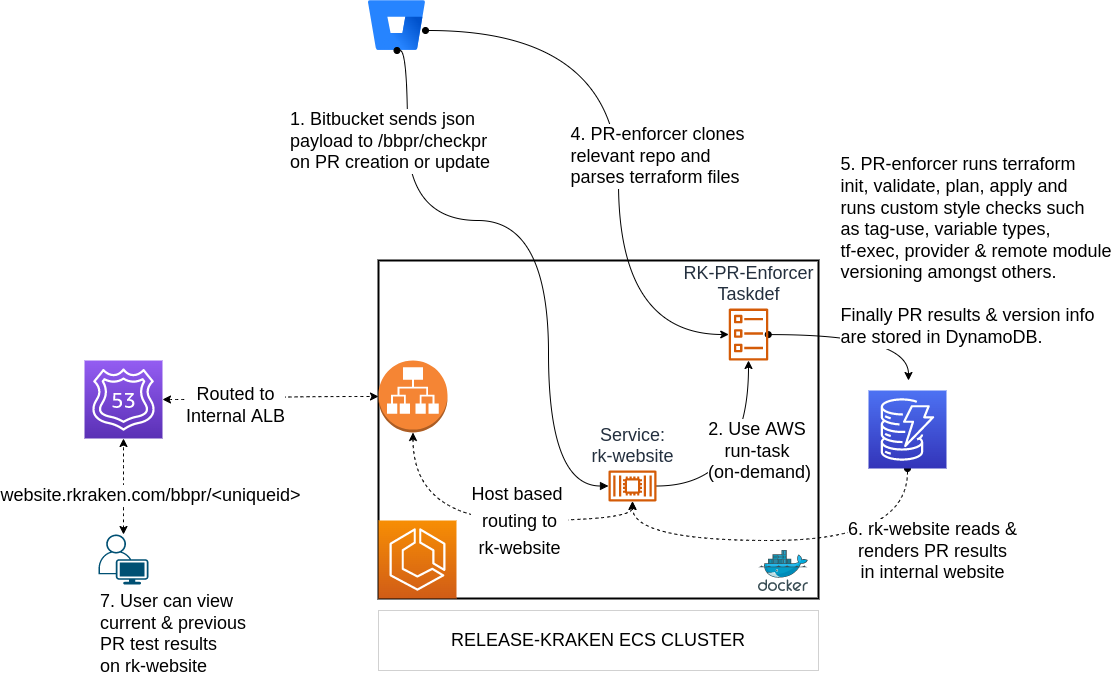 1. Bitbucket sends json
payload to /bbpr/checkpr
on PR creation or update
4. PR-enforcer clones
relevant repo and
parses terraform files
5. PR-enforcer runs terraform
init, validate, plan, apply and
runs custom style checks such
as tag-use, variable types,
tf-exec, provider & remote module
versioning amongst others.
Finally PR results & version info
are stored in DynamoDB.
RK-PR-Enforcer
Taskdef
53
Routed to
Internal ALB
Service:
rk-website
2. Use AWS
run-task
(on-demand)
website.rkraken.com/bbpr/<uniqueid>
Host based
routing to
rk-website
6. rk-website reads &
renders PR results
in internal website
docker
7. User can view
current & previous
PR test results
on rk-website
RELEASE-KRAKEN ECS CLUSTER